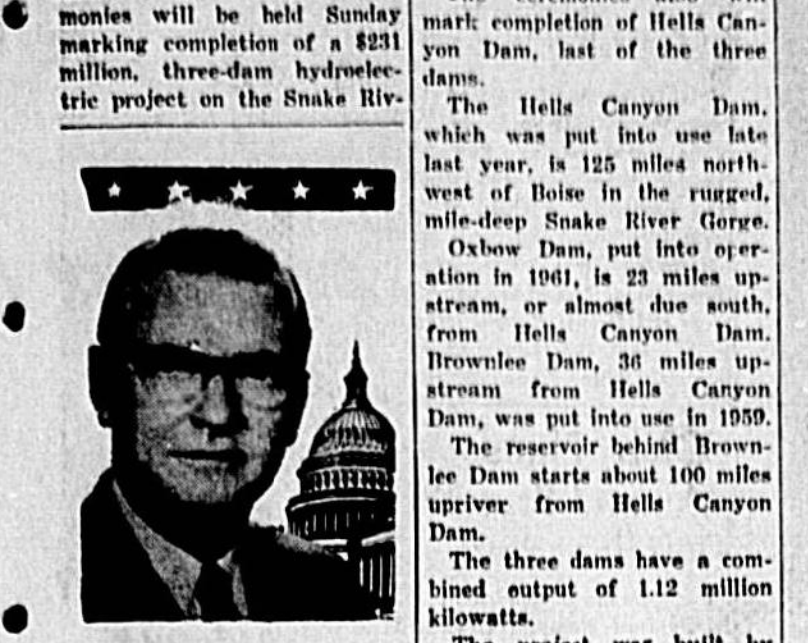 monies will be held Sunday
marking completion of a $231
million, three-dam hydroelec-
tric project on the Snake Riv-
mark completion of Hells Can-
yon Dam, last of the three
dams.
The Hells Canyon Dam,
which was put into use late
last year, is 125 miles north-
west of Boise in the rugged,
mile-deep Snake River Gorge.
Oxbow Dam, put into oper-
ation in 1961, is 23 miles up-
stream, or almost due south,
from Hells Canyon Dam.
Brownlee Dam, 36 miles up-
stream from Hells Canyon
Dam, was put into use in 1959.
The reservoir behind Brown-
lee Dam starts about 100 miles
upriver from Hells Canyon
Dam.
The three dams have a com-
bined output of 1.12 million
kilowatts.